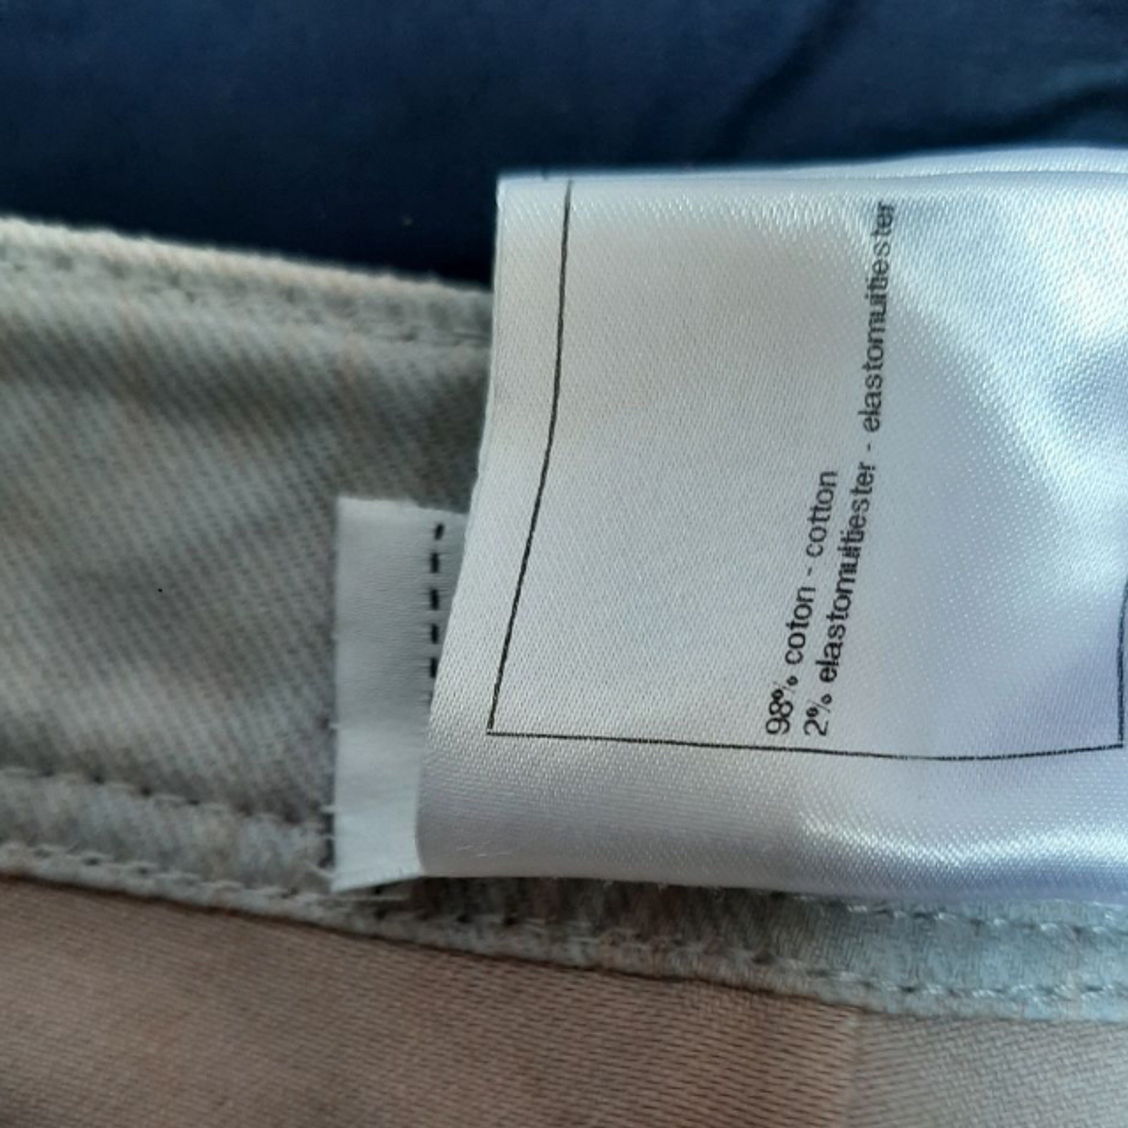 98% coton - cotton
2% elastomultiester - elastomultiester